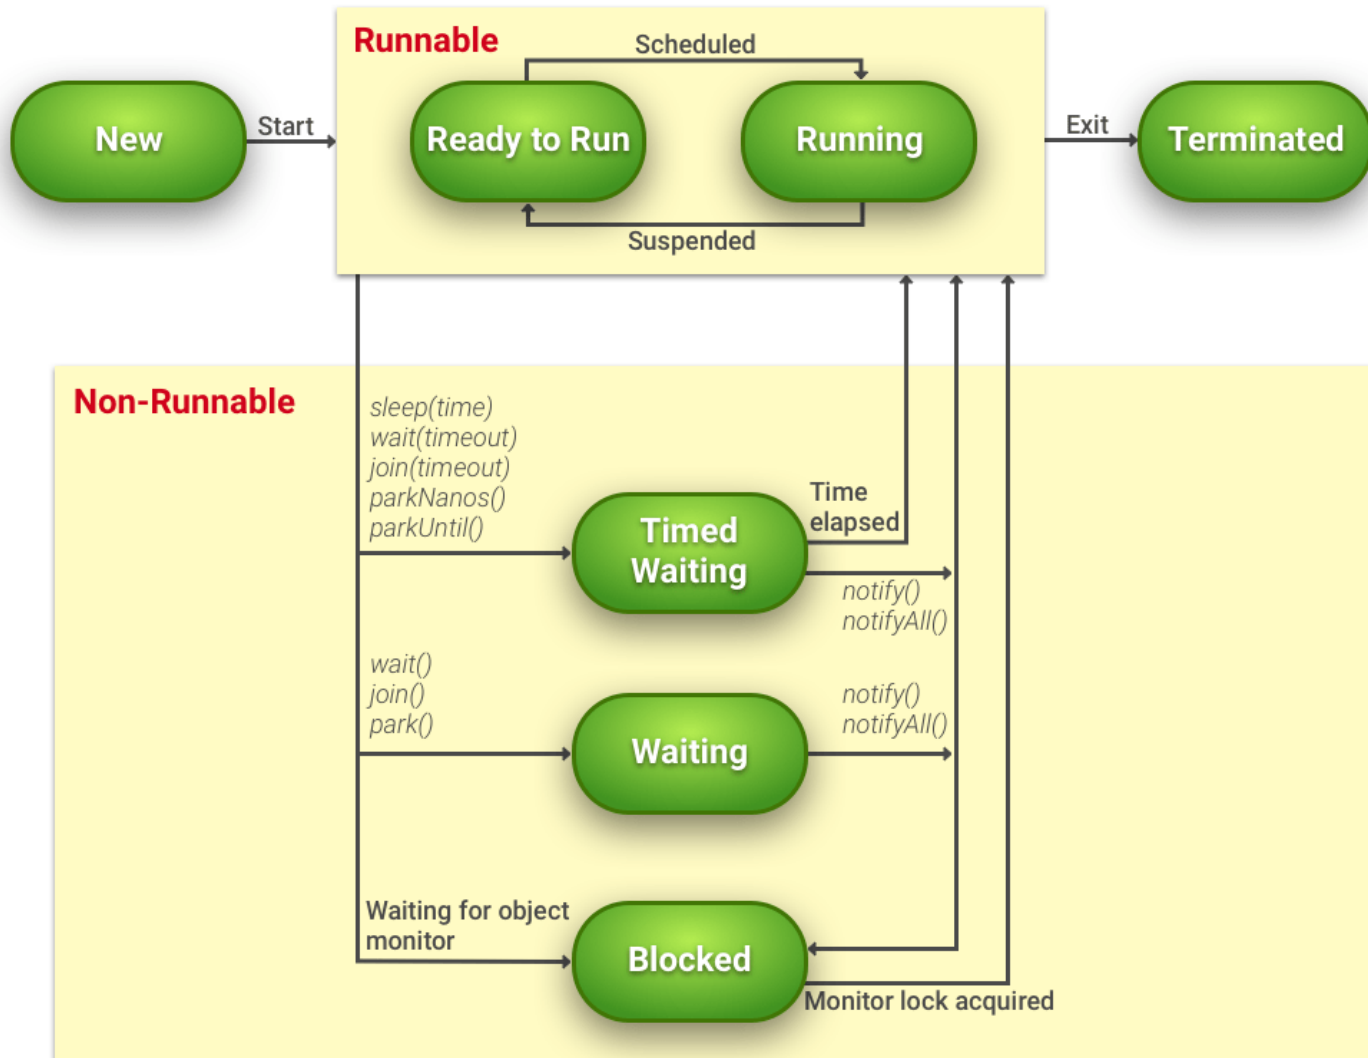 Runnable
Scheduled
New
Start
Ready to Run
Running
Exit
Terminated
Suspended
Non-Runnable
sleep(time)
wait(timeout)
join(timeout)
parkNanos()
parkUntil()
Timed
Waiting
Time
elapsed
notify()
notifyAll()
wait()
join()
park()
Waiting
notify()
notifyAll()
Waiting for object
monitor
Blocked
Monitor lock acquired